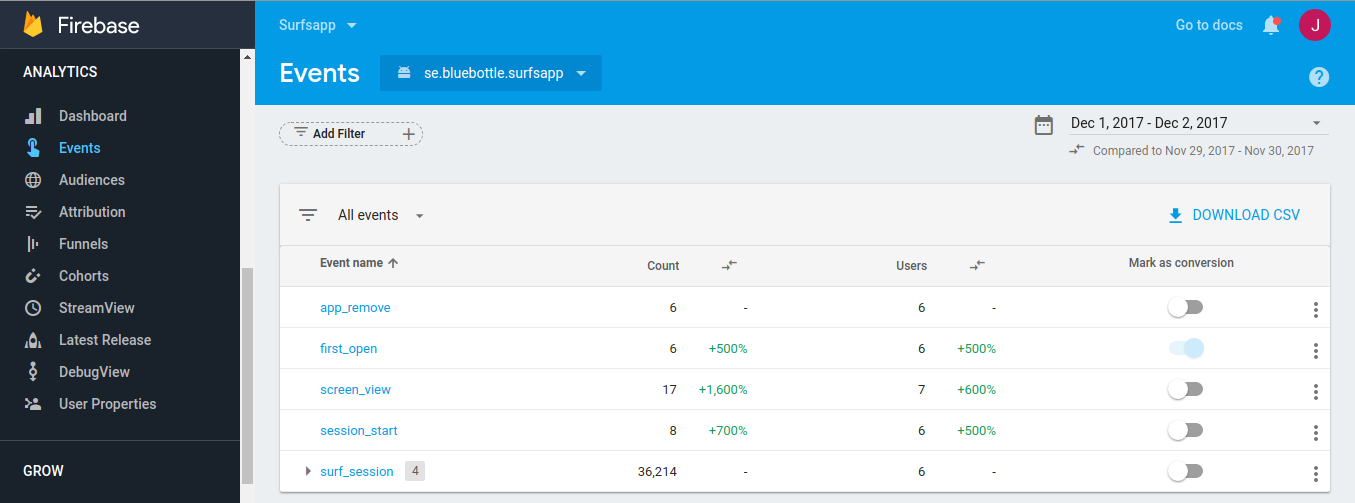 Firebase
Surfsapp
Go to docs
J
ANALYTICS
Events
se.bluebottle.surfsapp
?
Dashboard
Events
Audiences
Attribution
Funnels
Cohorts
StreamView
Latest Release
DebugView
User Properties
GROW
Add Filter
Dec 1, 2017 - Dec 2, 2017
Compared to Nov 29, 2017 - Nov 30, 2017
All events
DOWNLOAD CSV
Event name Count Users Mark as conversion
app_remove 6 - 6 -
first_open 6 +500% 6 +500%
screen_view 17 +1,600% 7 +600%
session_start 8 +700% 6 +500%
surf_session 4 36,214 - 6 -